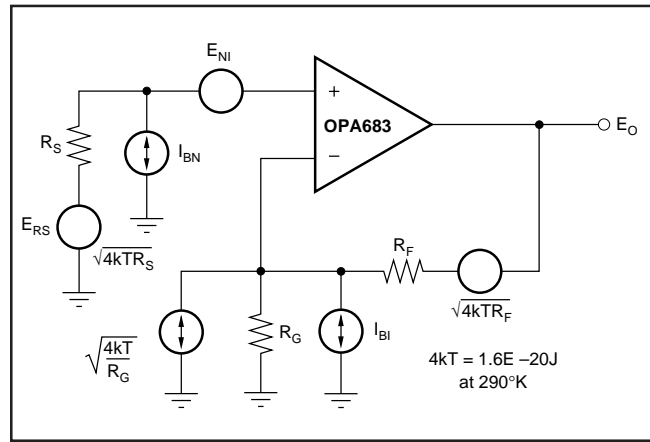 E_NI
+
OPA683
−
E_O
R_S
I_BN
E_RS
√4kTR_S
R_F
√4kTR_F
√4kT/R_G
R_G
I_BI
4kT = 1.6E –20J
at 290°K